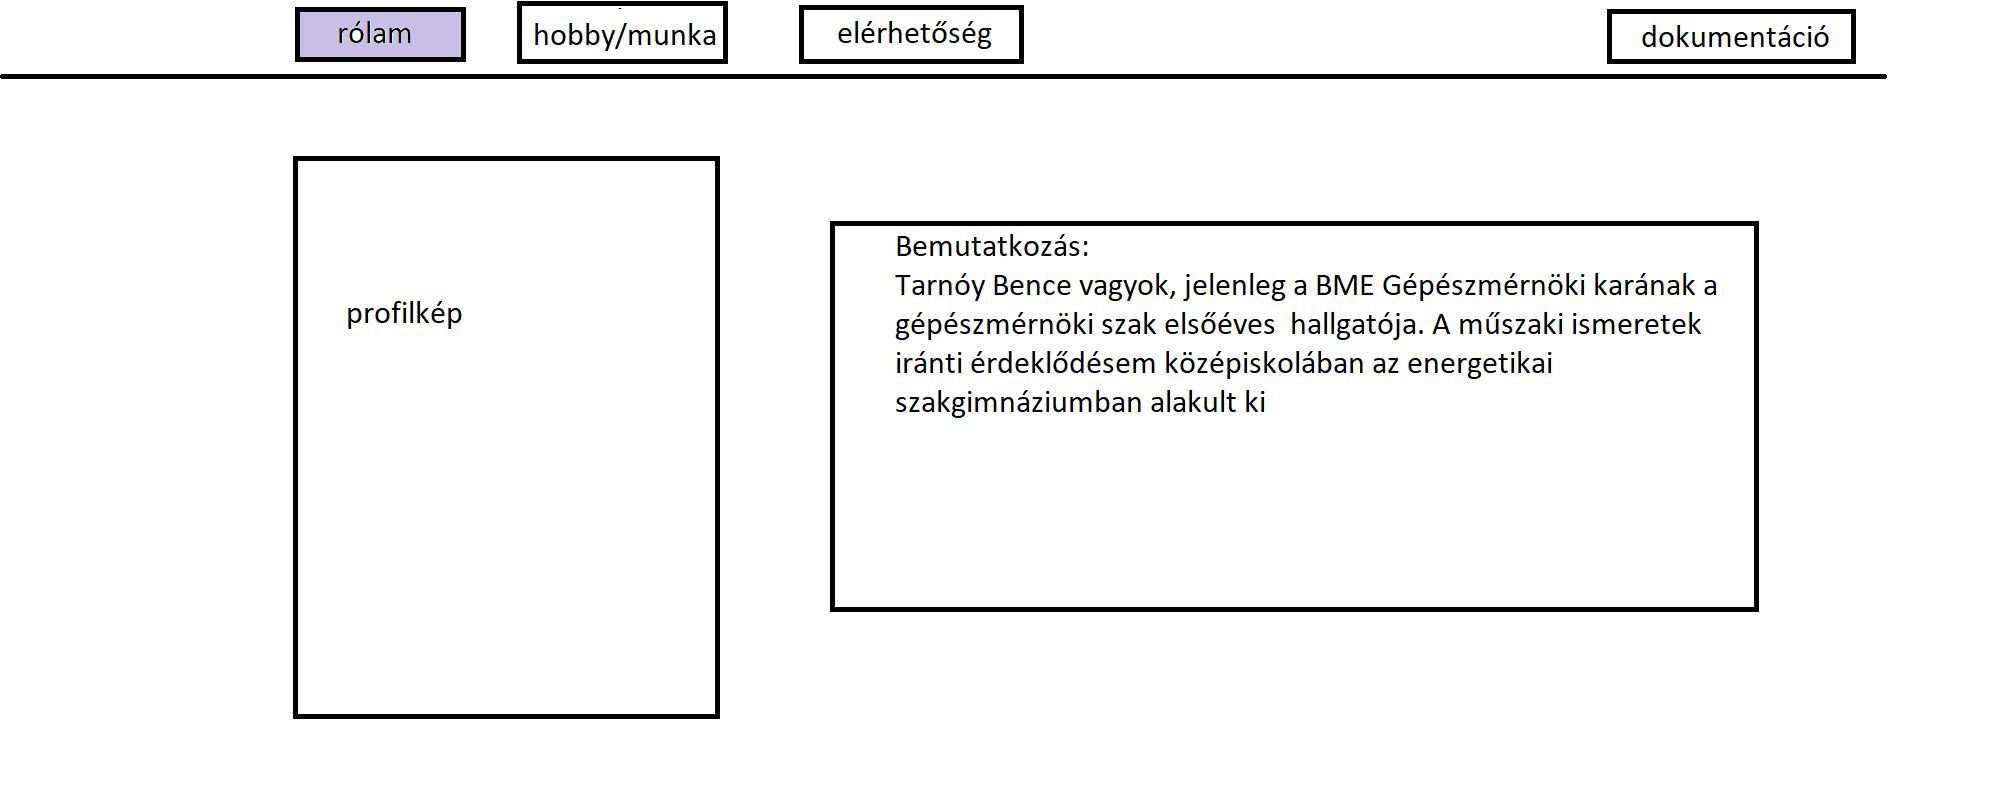 rólam
hobby/munka
elérhetőség
dokumentáció
profilkép
Bemutatkozás:
Tarnóy Bence vagyok, jelenleg a BME Gépészmérnöki karának a
gépészmérnöki szak elsőéves  hallgatója. A műszaki ismeretek
iránti érdeklődésem középiskolában az energetikai
szakgimnáziumban alakult ki